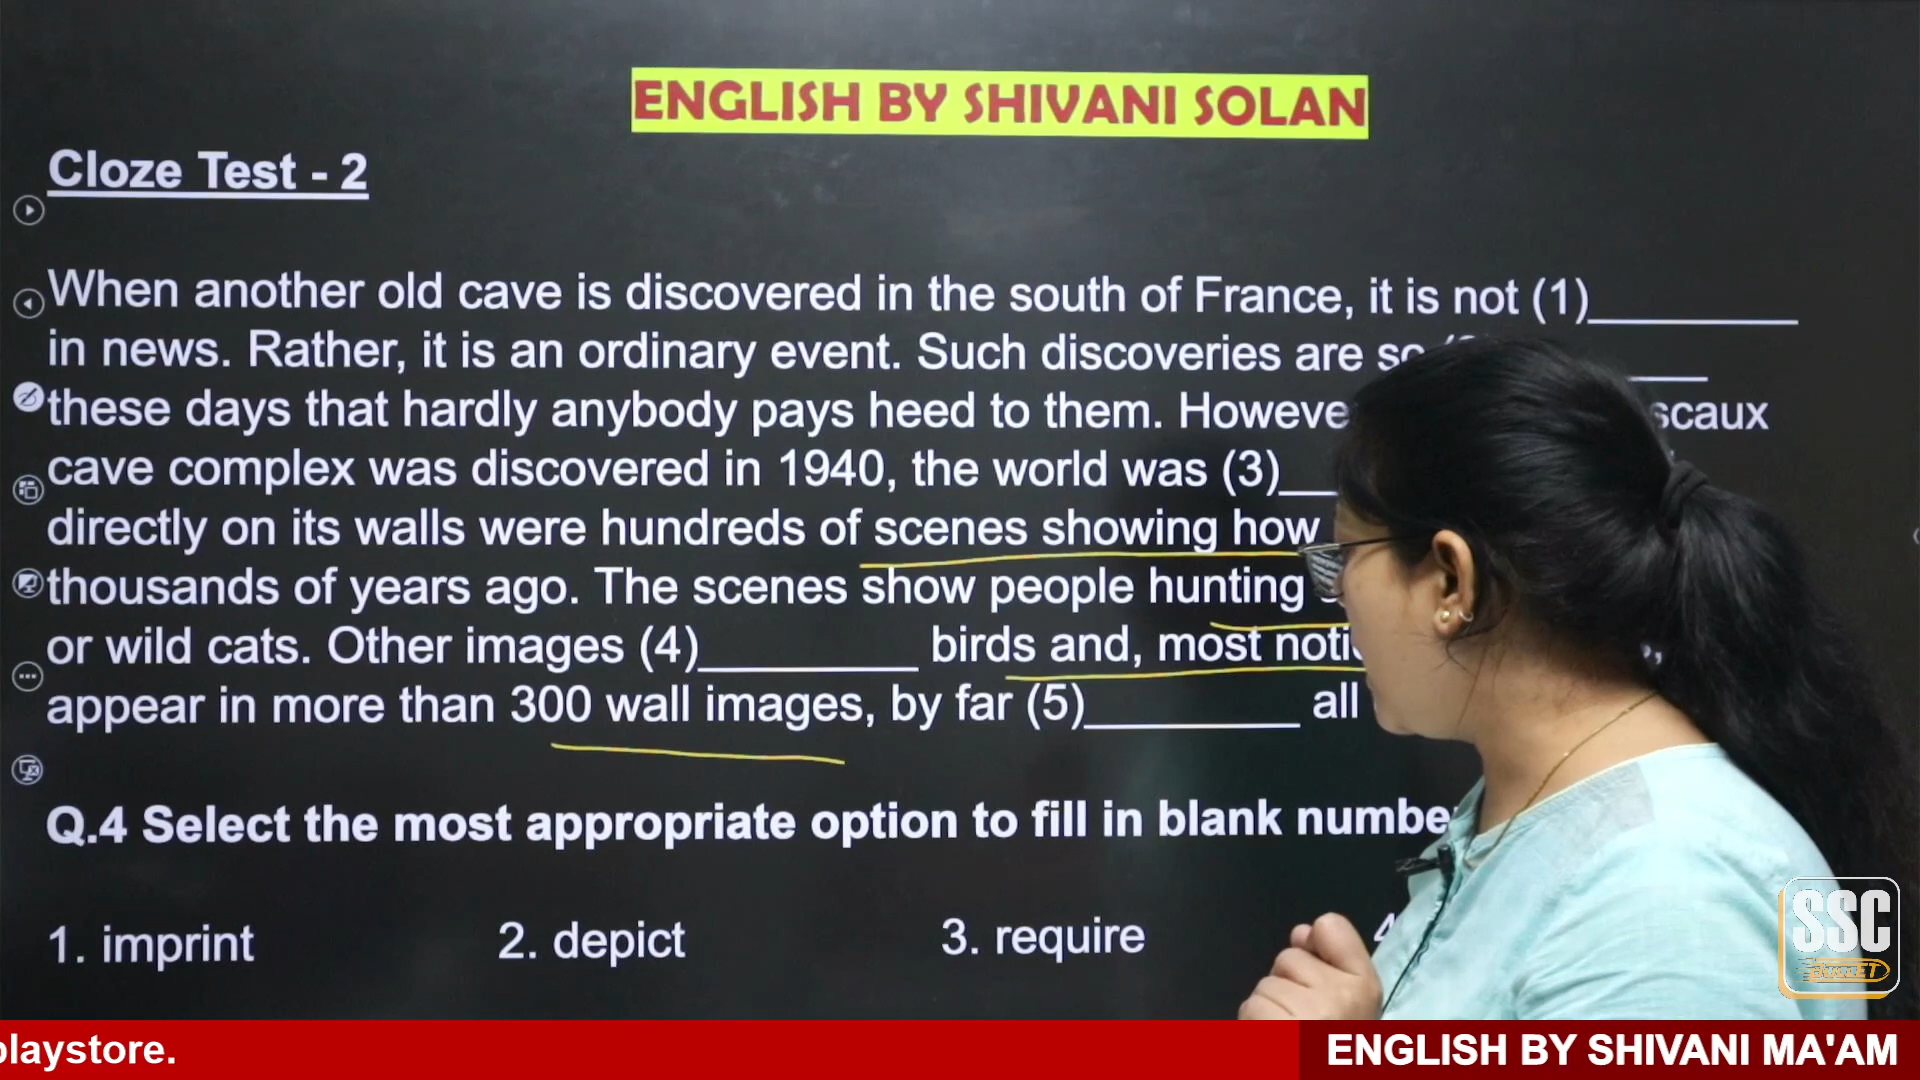 ENGLISH BY SHIVANI SOLAN
Cloze Test - 2
When another old cave is discovered in the south of France, it is not (1)_________
in news. Rather, it is an ordinary event. Such discoveries are so
these days that hardly anybody pays heed to them.
cave complex was discovered in 1940, the world was (3)
directly on its walls were hundreds of scenes showing how
thousands of years ago. The scenes show people hunting
or wild cats. Other images (4)_________ birds and, most
appear in more than 300 wall images, by far (5)_________ all
Q.4 Select the most appropriate option to fill in blank
1. imprint 2. depict 3. require
SSC
BULLET
playstore.
ENGLISH BY SHIVANI MA'AM